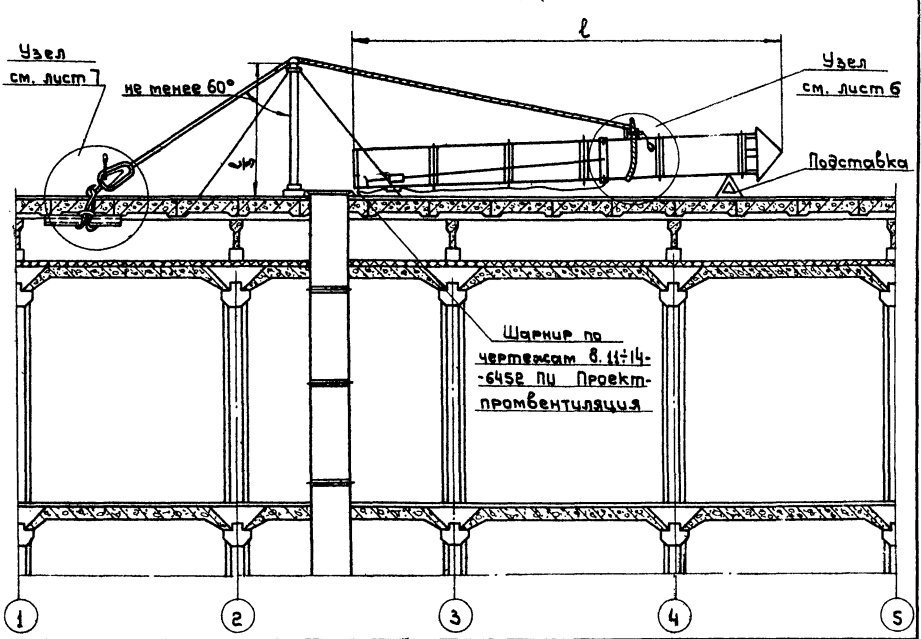 ℓ
Узел
см. лист 7
не менее 60°
Узел
см. лист 6
Подставка
Шарнир по
чертежам в. 11÷14-
-6452 ПИ Проект-
промвентиляция
1
2
3
4
5